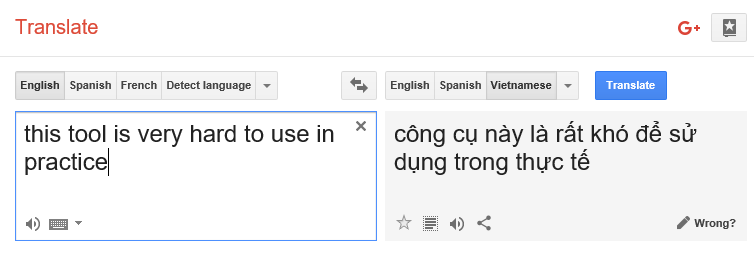 Translate
G+
English Spanish French Detect language
English Spanish Vietnamese Translate
this tool is very hard to use in
practice
công cụ này là rất khó để sử
dụng trong thực tế
Wrong?